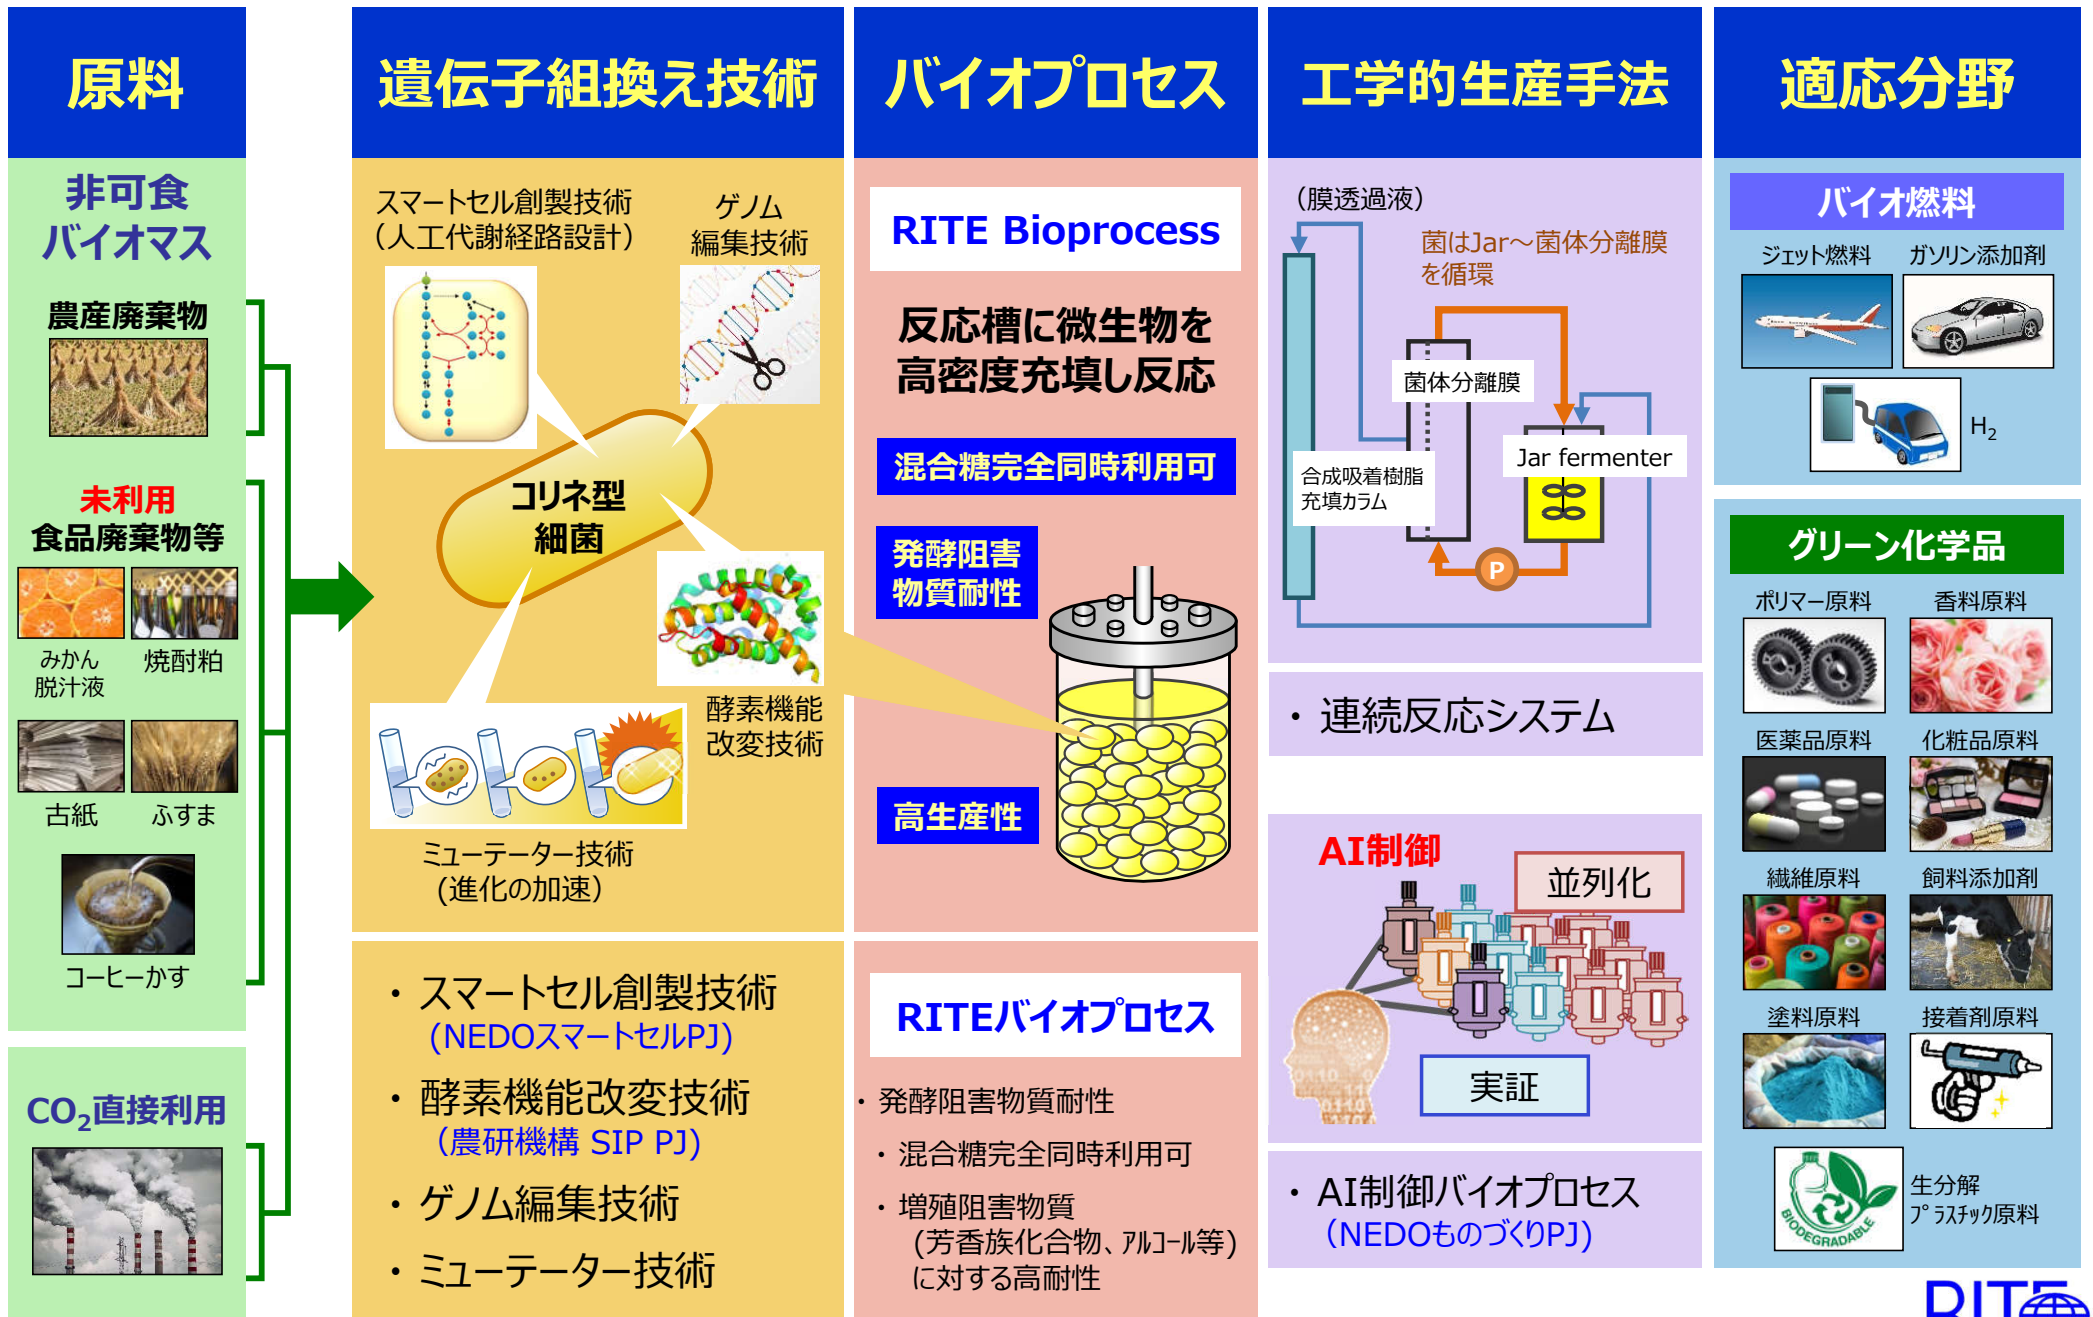 原料
遺伝子組換え技術
バイオプロセス
工学的生産手法
適応分野
非可食
バイオマス
農産廃棄物
未利用
食品廃棄物等
みかん
脱汁液
焼酎粕
古紙
ふすま
コーヒーかす
CO₂直接利用
スマートセル創製技術
（人工代謝経路設計）
ゲノム
編集技術
コリネ型
細菌
酵素機能
改変技術
ミューテーター技術
(進化の加速）
・スマートセル創製技術
(NEDOスマートセルPJ)
・酵素機能改変技術
（農研機構 SIP PJ)
・ゲノム編集技術
・ミューテーター技術
RITE Bioprocess
反応槽に微生物を
高密度充填し反応
混合糖完全同時利用可
発酵阻害
物質耐性
高生産性
RITEバイオプロセス
・発酵阻害物質耐性
・混合糖完全同時利用可
・増殖阻害物質
(芳香族化合物、ｱﾙｺｰﾙ等)
に対する高耐性
（膜透過液）
菌はJar～菌体分離膜
を循環
菌体分離膜
Jar fermenter
合成吸着樹脂
充填カラム
P
・連続反応システム
AI制御
並列化
実証
・AI制御バイオプロセス
（NEDOものづくりPJ)
バイオ燃料
ジェット燃料
ガソリン添加剤
H₂
グリーン化学品
ポリマー原料
香料原料
医薬品原料
化粧品原料
繊維原料
飼料添加剤
塗料原料
接着剤原料
BIODEGRADABLE
生分解
ﾌﾟﾗｽﾁｯｸ原料
RITE